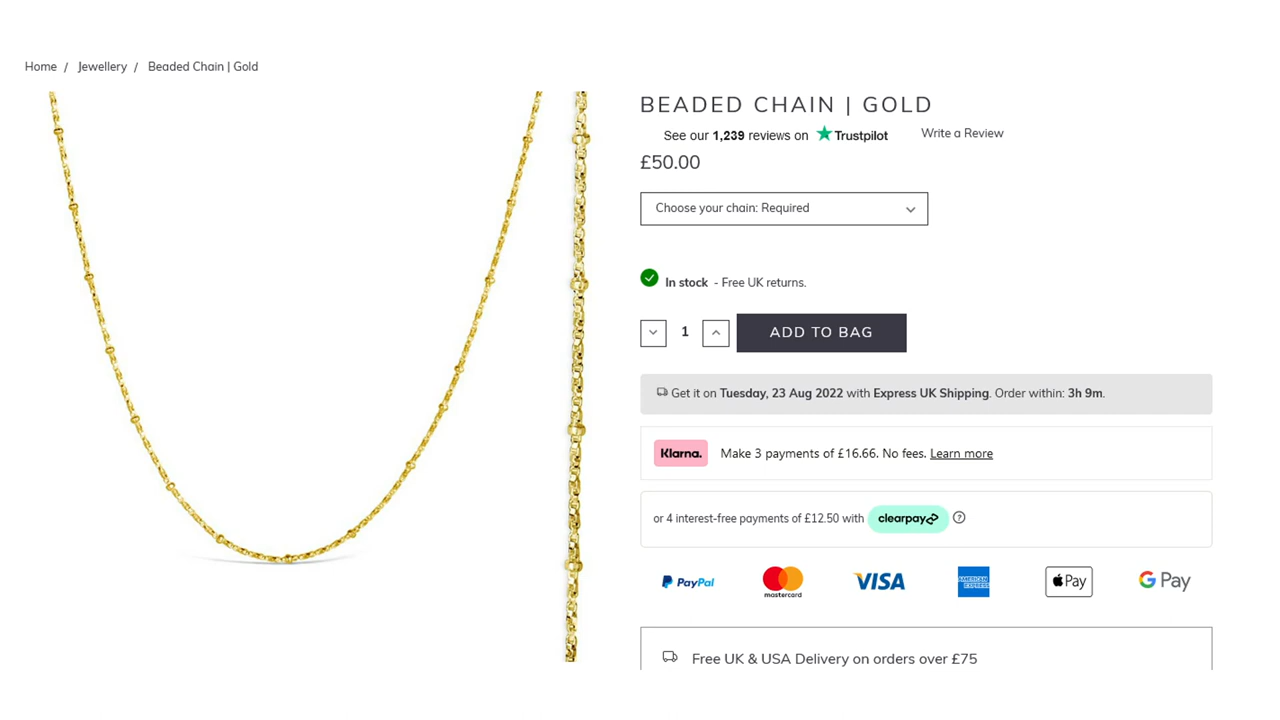 Home / Jewellery / Beaded Chain | Gold
BEADED CHAIN | GOLD
See our 1,239 reviews on Trustpilot Write a Review
£50.00
Choose your chain: Required
In stock - Free UK returns.
1 ADD TO BAG
Get it on Tuesday, 23 Aug 2022 with Express UK Shipping. Order within: 3h 9m.
Klarna. Make 3 payments of £16.66. No fees. Learn more
or 4 interest-free payments of £12.50 with clearpay ?
PayPal mastercard VISA AMERICAN EXPRESS Pay G Pay
Free UK & USA Delivery on orders over £75